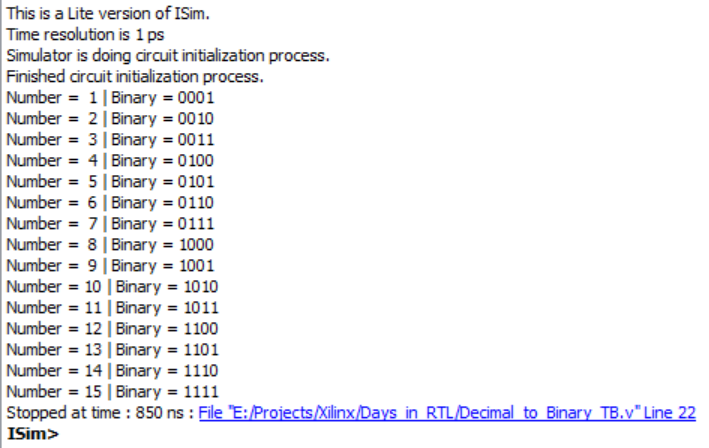 This is a Lite version of ISim.
Time resolution is 1 ps
Simulator is doing circuit initialization process.
Finished circuit initialization process.
Number =  1 | Binary = 0001
Number =  2 | Binary = 0010
Number =  3 | Binary = 0011
Number =  4 | Binary = 0100
Number =  5 | Binary = 0101
Number =  6 | Binary = 0110
Number =  7 | Binary = 0111
Number =  8 | Binary = 1000
Number =  9 | Binary = 1001
Number = 10 | Binary = 1010
Number = 11 | Binary = 1011
Number = 12 | Binary = 1100
Number = 13 | Binary = 1101
Number = 14 | Binary = 1110
Number = 15 | Binary = 1111
Stopped at time : 850 ns : File "E:/Projects/Xilinx/Days_in_RTL/Decimal_to_Binary_TB.v" Line 22
ISim>